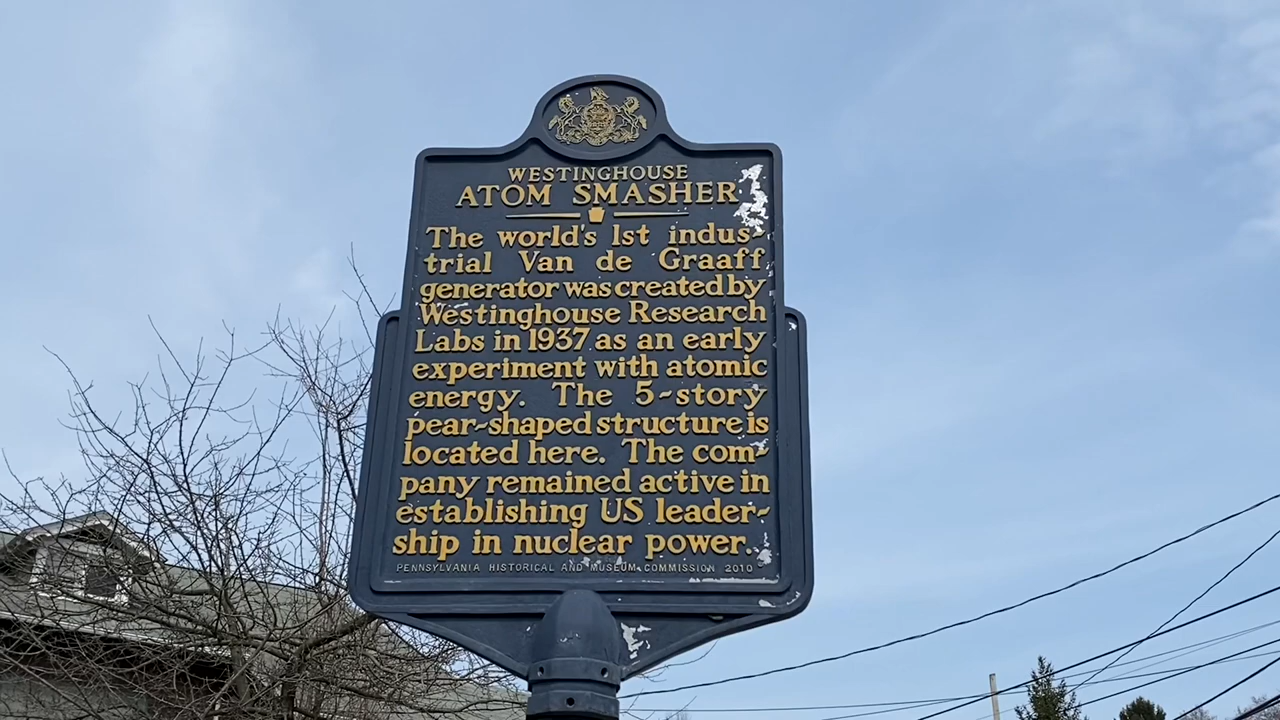 WESTINGHOUSE
ATOM SMASHER
The world's 1st indus-
trial Van de Graaff
generator was created by
Westinghouse Research
Labs in 1937 as an early
experiment with atomic
energy. The 5-story
pear-shaped structure is
located here. The com-
pany remained active in
establishing US leader-
ship in nuclear power.
PENNSYLVANIA HISTORICAL AND MUSEUM COMMISSION 2010